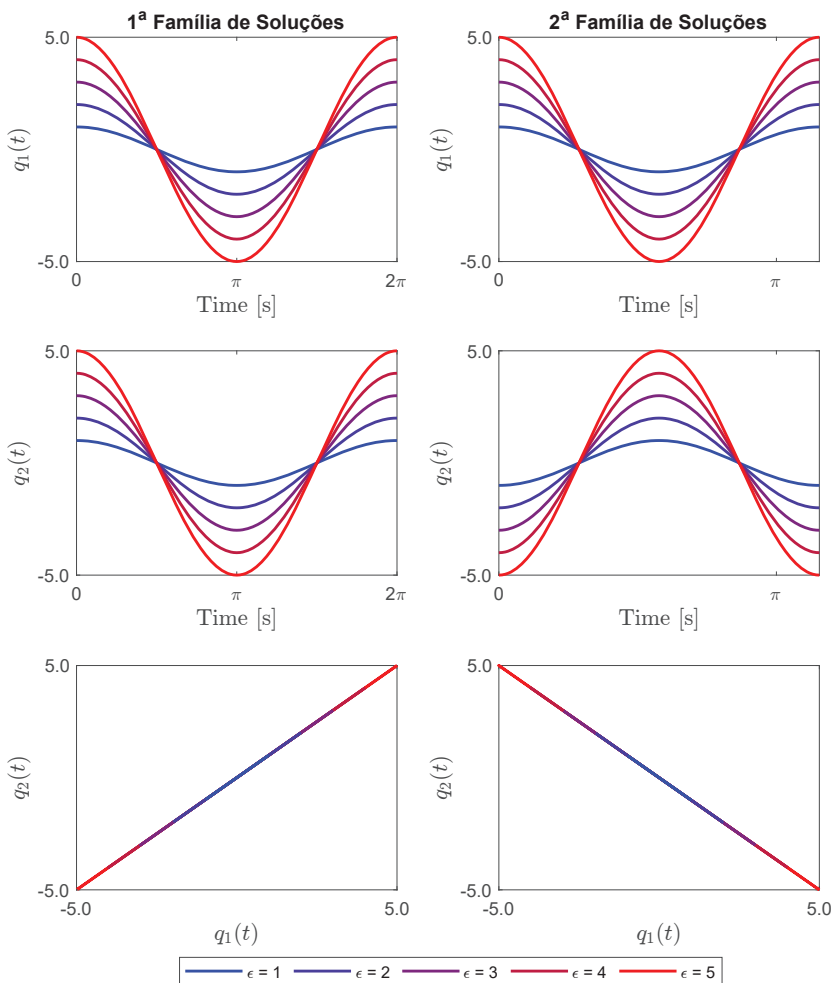 1ª Família de Soluções
5.0
q₁(t)
-5.0
0
π
2π
Time [s]
2ª Família de Soluções
5.0
q₁(t)
-5.0
0
π
Time [s]
5.0
q₂(t)
-5.0
0
π
2π
Time [s]
5.0
q₂(t)
-5.0
0
π
Time [s]
5.0
q₂(t)
-5.0
-5.0
5.0
q₁(t)
5.0
q₂(t)
-5.0
-5.0
5.0
q₁(t)
ϵ = 1
ϵ = 2
ϵ = 3
ϵ = 4
ϵ = 5